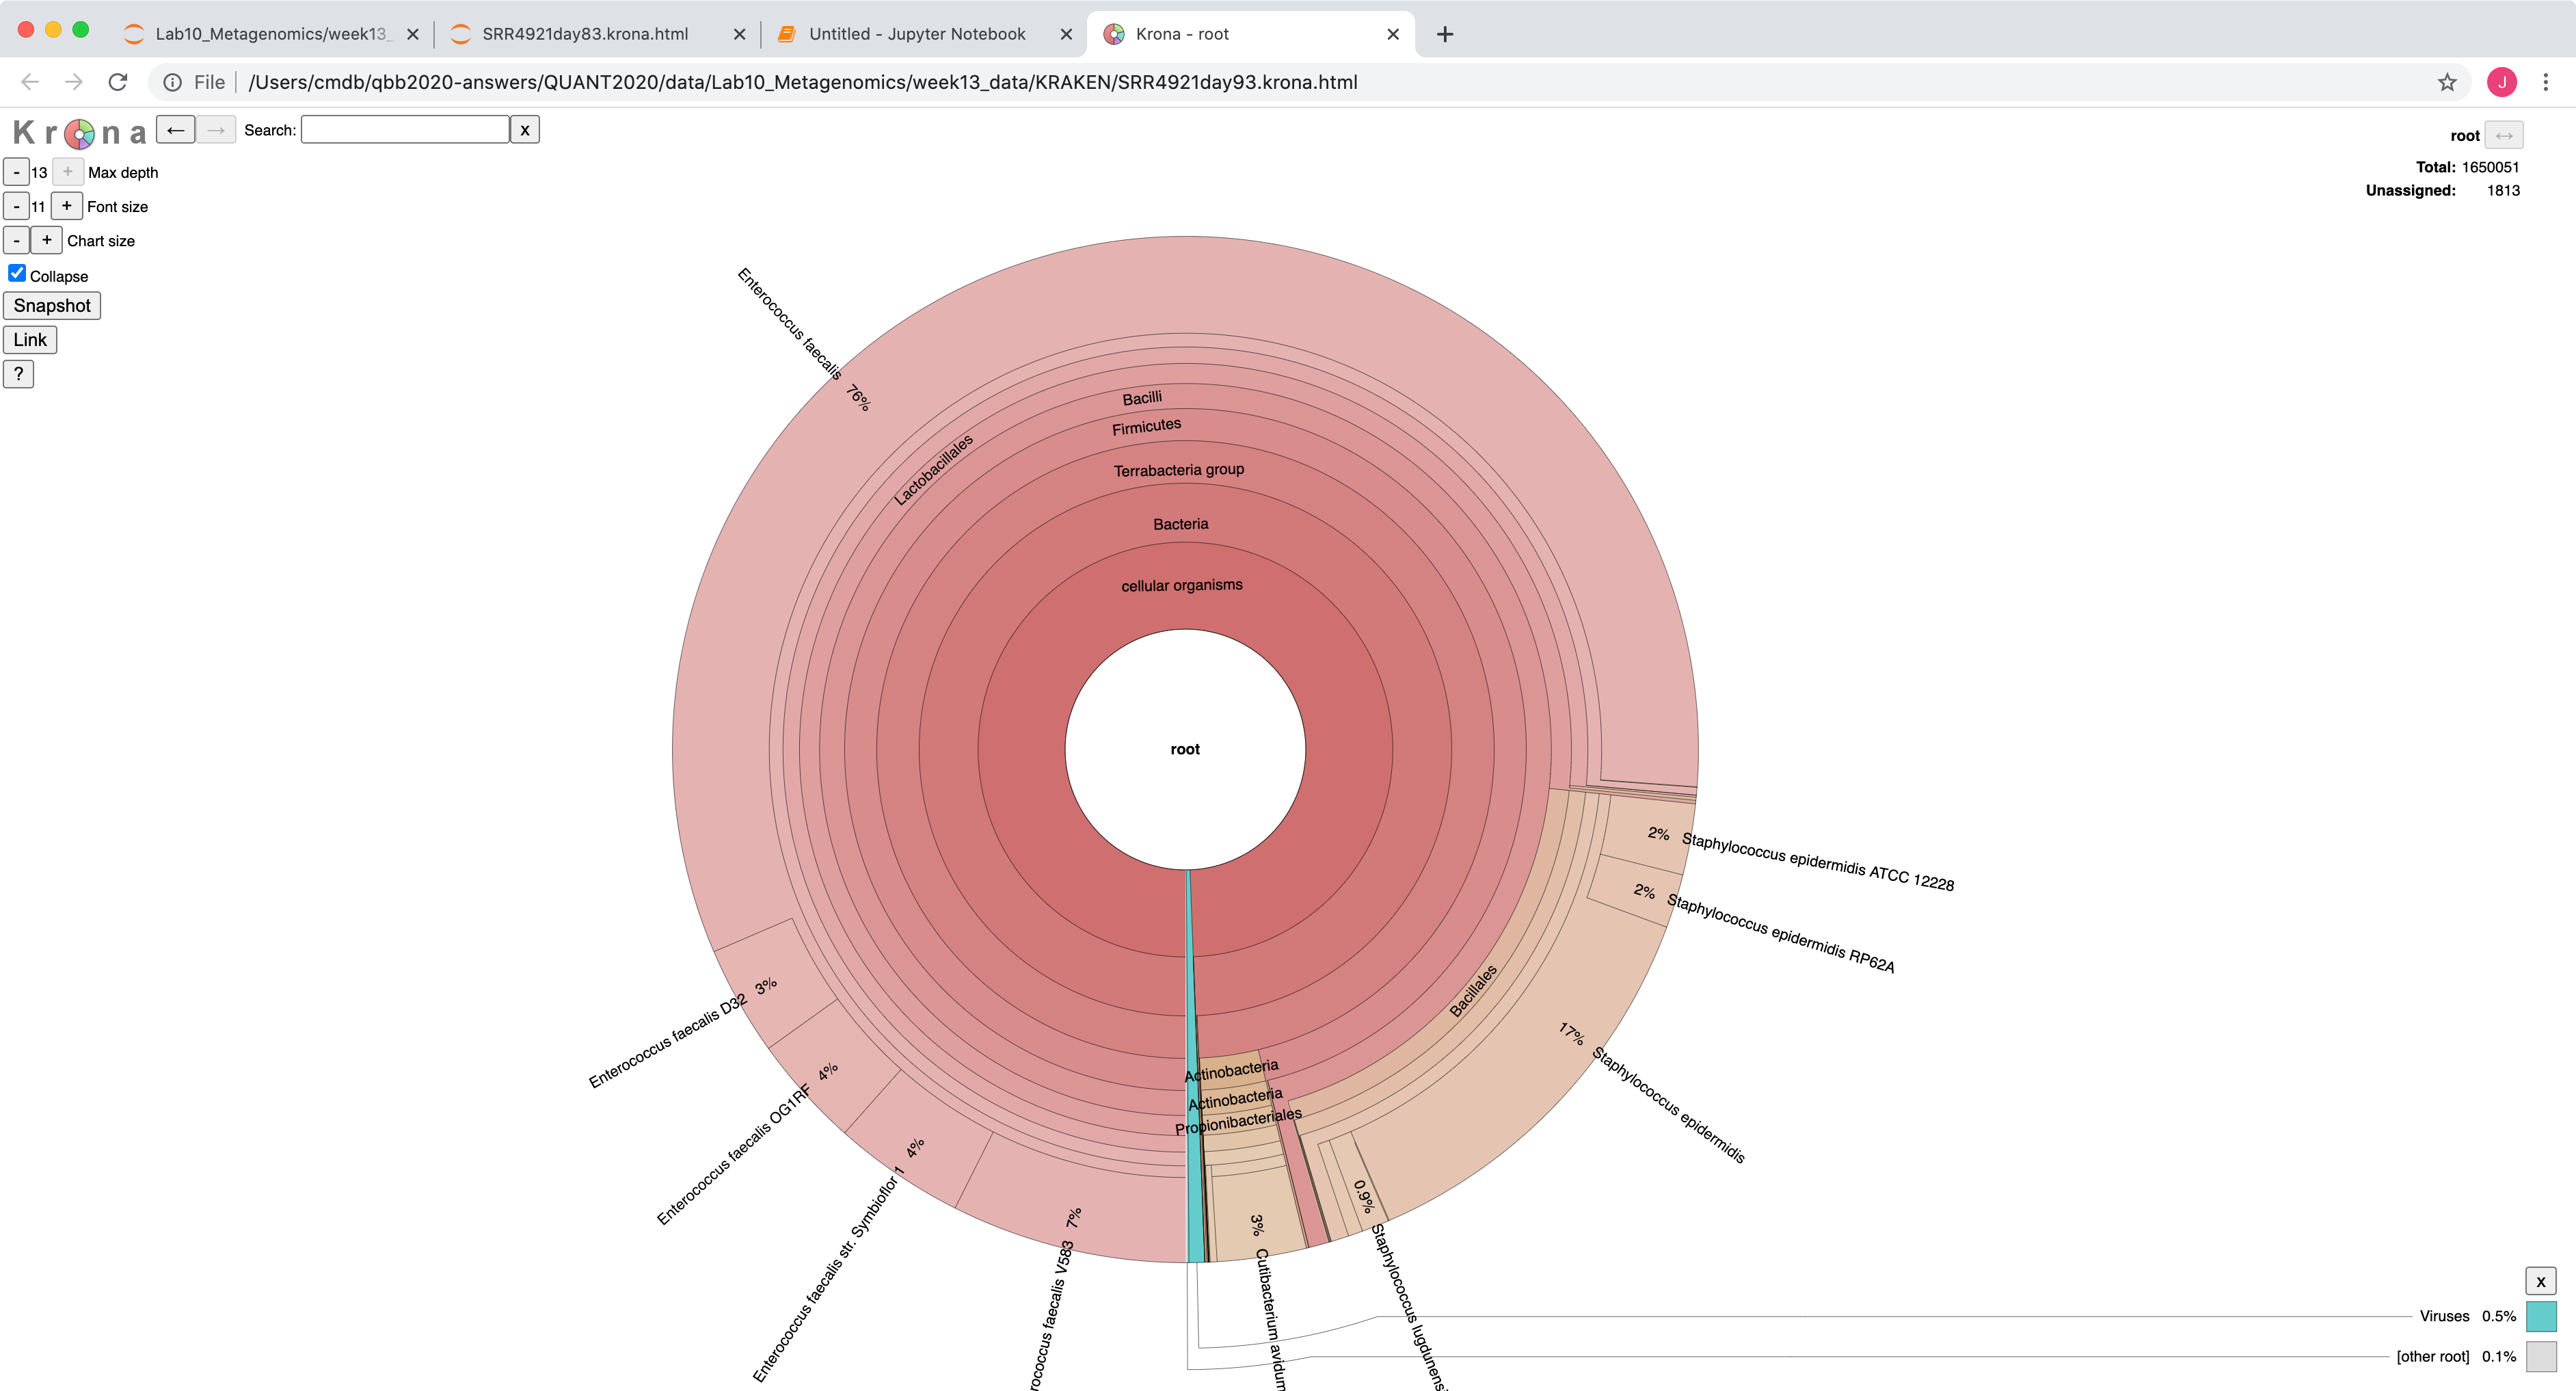 Lab10_Metagenomics/week13_
SRR4921day83.krona.html
Untitled - Jupyter Notebook
Krona - root
File
/Users/cmdb/qbb2020-answers/QUANT2020/data/Lab10_Metagenomics/week13_data/KRAKEN/SRR4921day93.krona.html
J
Krona
← → Search: x
root ↔
- 13 + Max depth
Total: 1650051
Unassigned: 1813
- 11 + Font size
- + Chart size
Collapse
Snapshot
Link
?
Enterococcus faecalis 76%
Bacilli
Firmicutes
Lactobacillales
Terrabacteria group
Bacteria
cellular organisms
root
2% Staphylococcus epidermidis ATCC 12228
2% Staphylococcus epidermidis RP62A
Bacillales
17% Staphylococcus epidermidis
Enterococcus faecalis D32 3%
Enterococcus faecalis OG1RF 4%
Enterococcus faecalis str. Symbioflor 1 4%
rococcus faecalis V583 7%
Actinobacteria
Actinobacteria
Propionibacteriales
3% Cutibacterium avidum
0.9% Staphylococcus lugdunensi
x
Viruses 0.5%
[other root] 0.1%